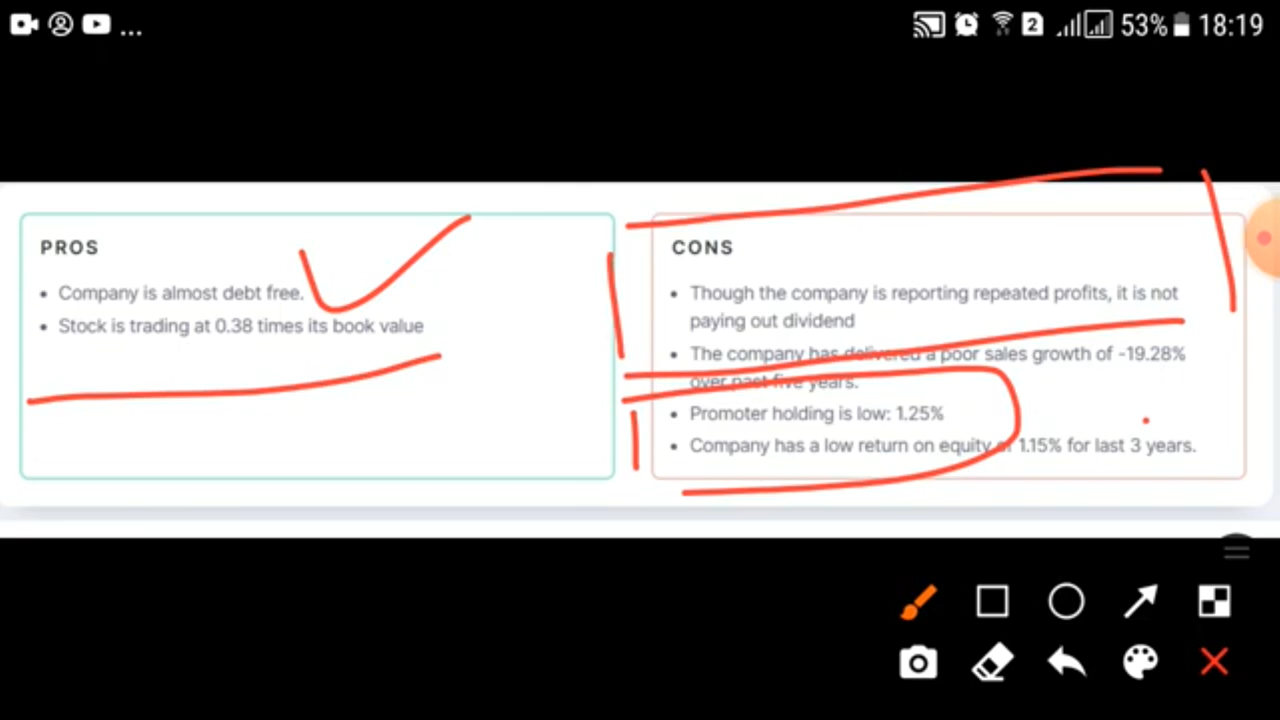 ... 2 53% 18:19
PROS
• Company is almost debt free.
• Stock is trading at 0.38 times its book value
CONS
• Though the company is reporting repeated profits, it is not
paying out dividend
• The company has delivered a poor sales growth of -19.28%
over past five years.
• Promoter holding is low: 1.25%
• Company has a low return on equity of 1.15% for last 3 years.